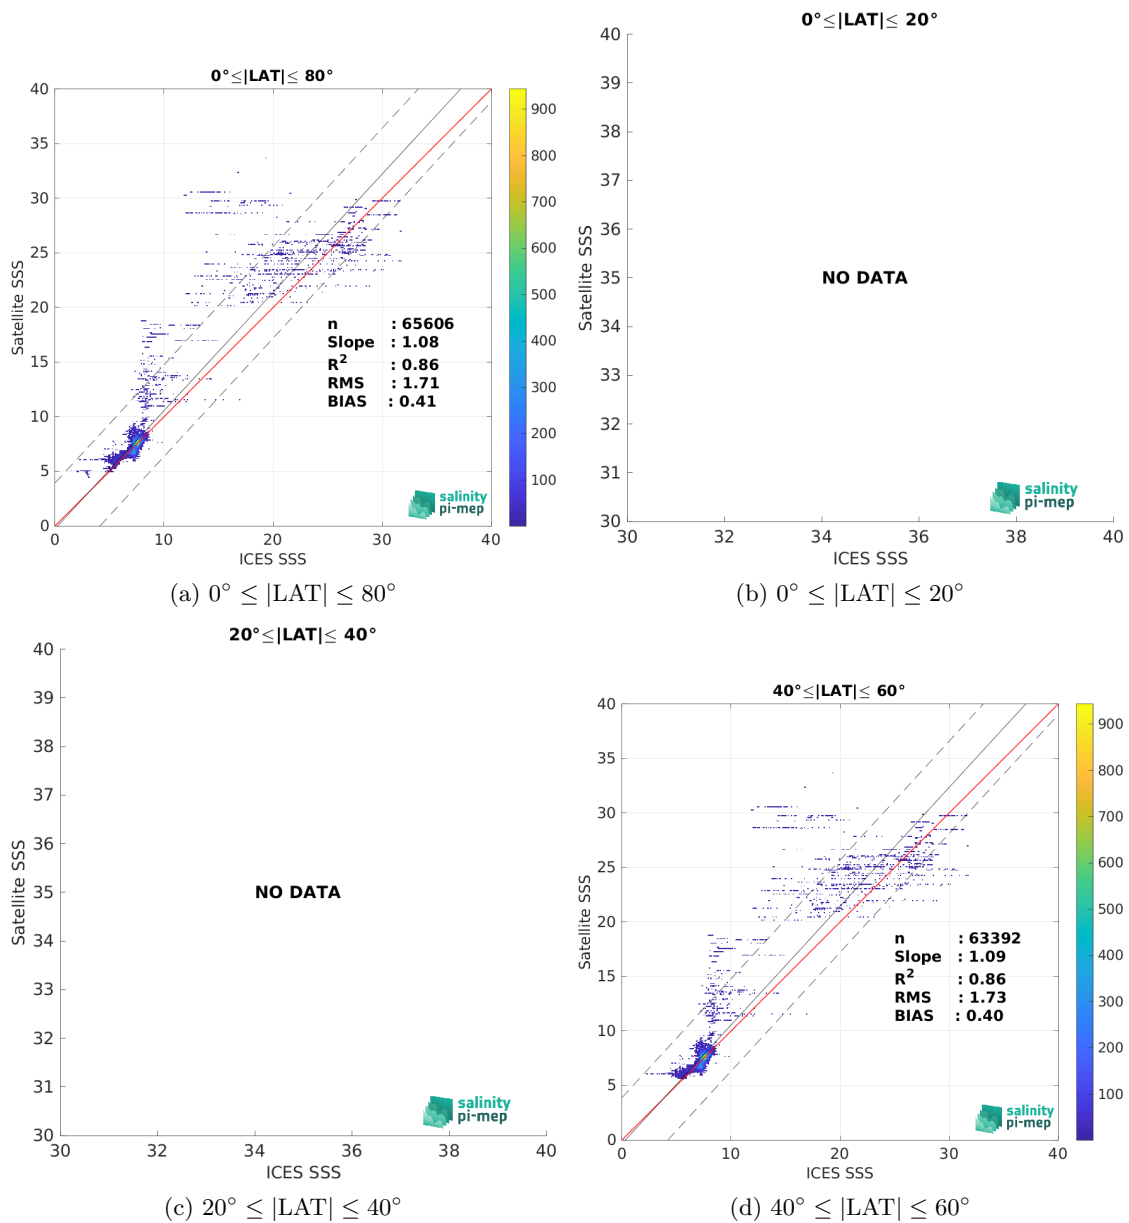 0°≤|LAT|≤ 80°
40
35
30
25
20
15
10
5
0
Satellite SSS
0
10
20
30
40
ICES SSS
900
800
700
600
500
400
300
200
100
n : 65606
Slope : 1.08
R² : 0.86
RMS : 1.71
BIAS : 0.41
salinity
pi-mep
(a) 0° ≤ |LAT| ≤ 80°
0°≤|LAT|≤ 20°
40
39
38
37
36
35
34
33
32
31
30
Satellite SSS
NO DATA
30
32
34
36
38
40
ICES SSS
salinity
pi-mep
(b) 0° ≤ |LAT| ≤ 20°
20°≤|LAT|≤ 40°
40
39
38
37
36
35
34
33
32
31
30
Satellite SSS
NO DATA
30
32
34
36
38
40
ICES SSS
salinity
pi-mep
(c) 20° ≤ |LAT| ≤ 40°
40°≤|LAT|≤ 60°
40
35
30
25
20
15
10
5
0
Satellite SSS
0
10
20
30
40
ICES SSS
900
800
700
600
500
400
300
200
100
n : 63392
Slope : 1.09
R² : 0.86
RMS : 1.73
BIAS : 0.40
salinity
pi-mep
(d) 40° ≤ |LAT| ≤ 60°